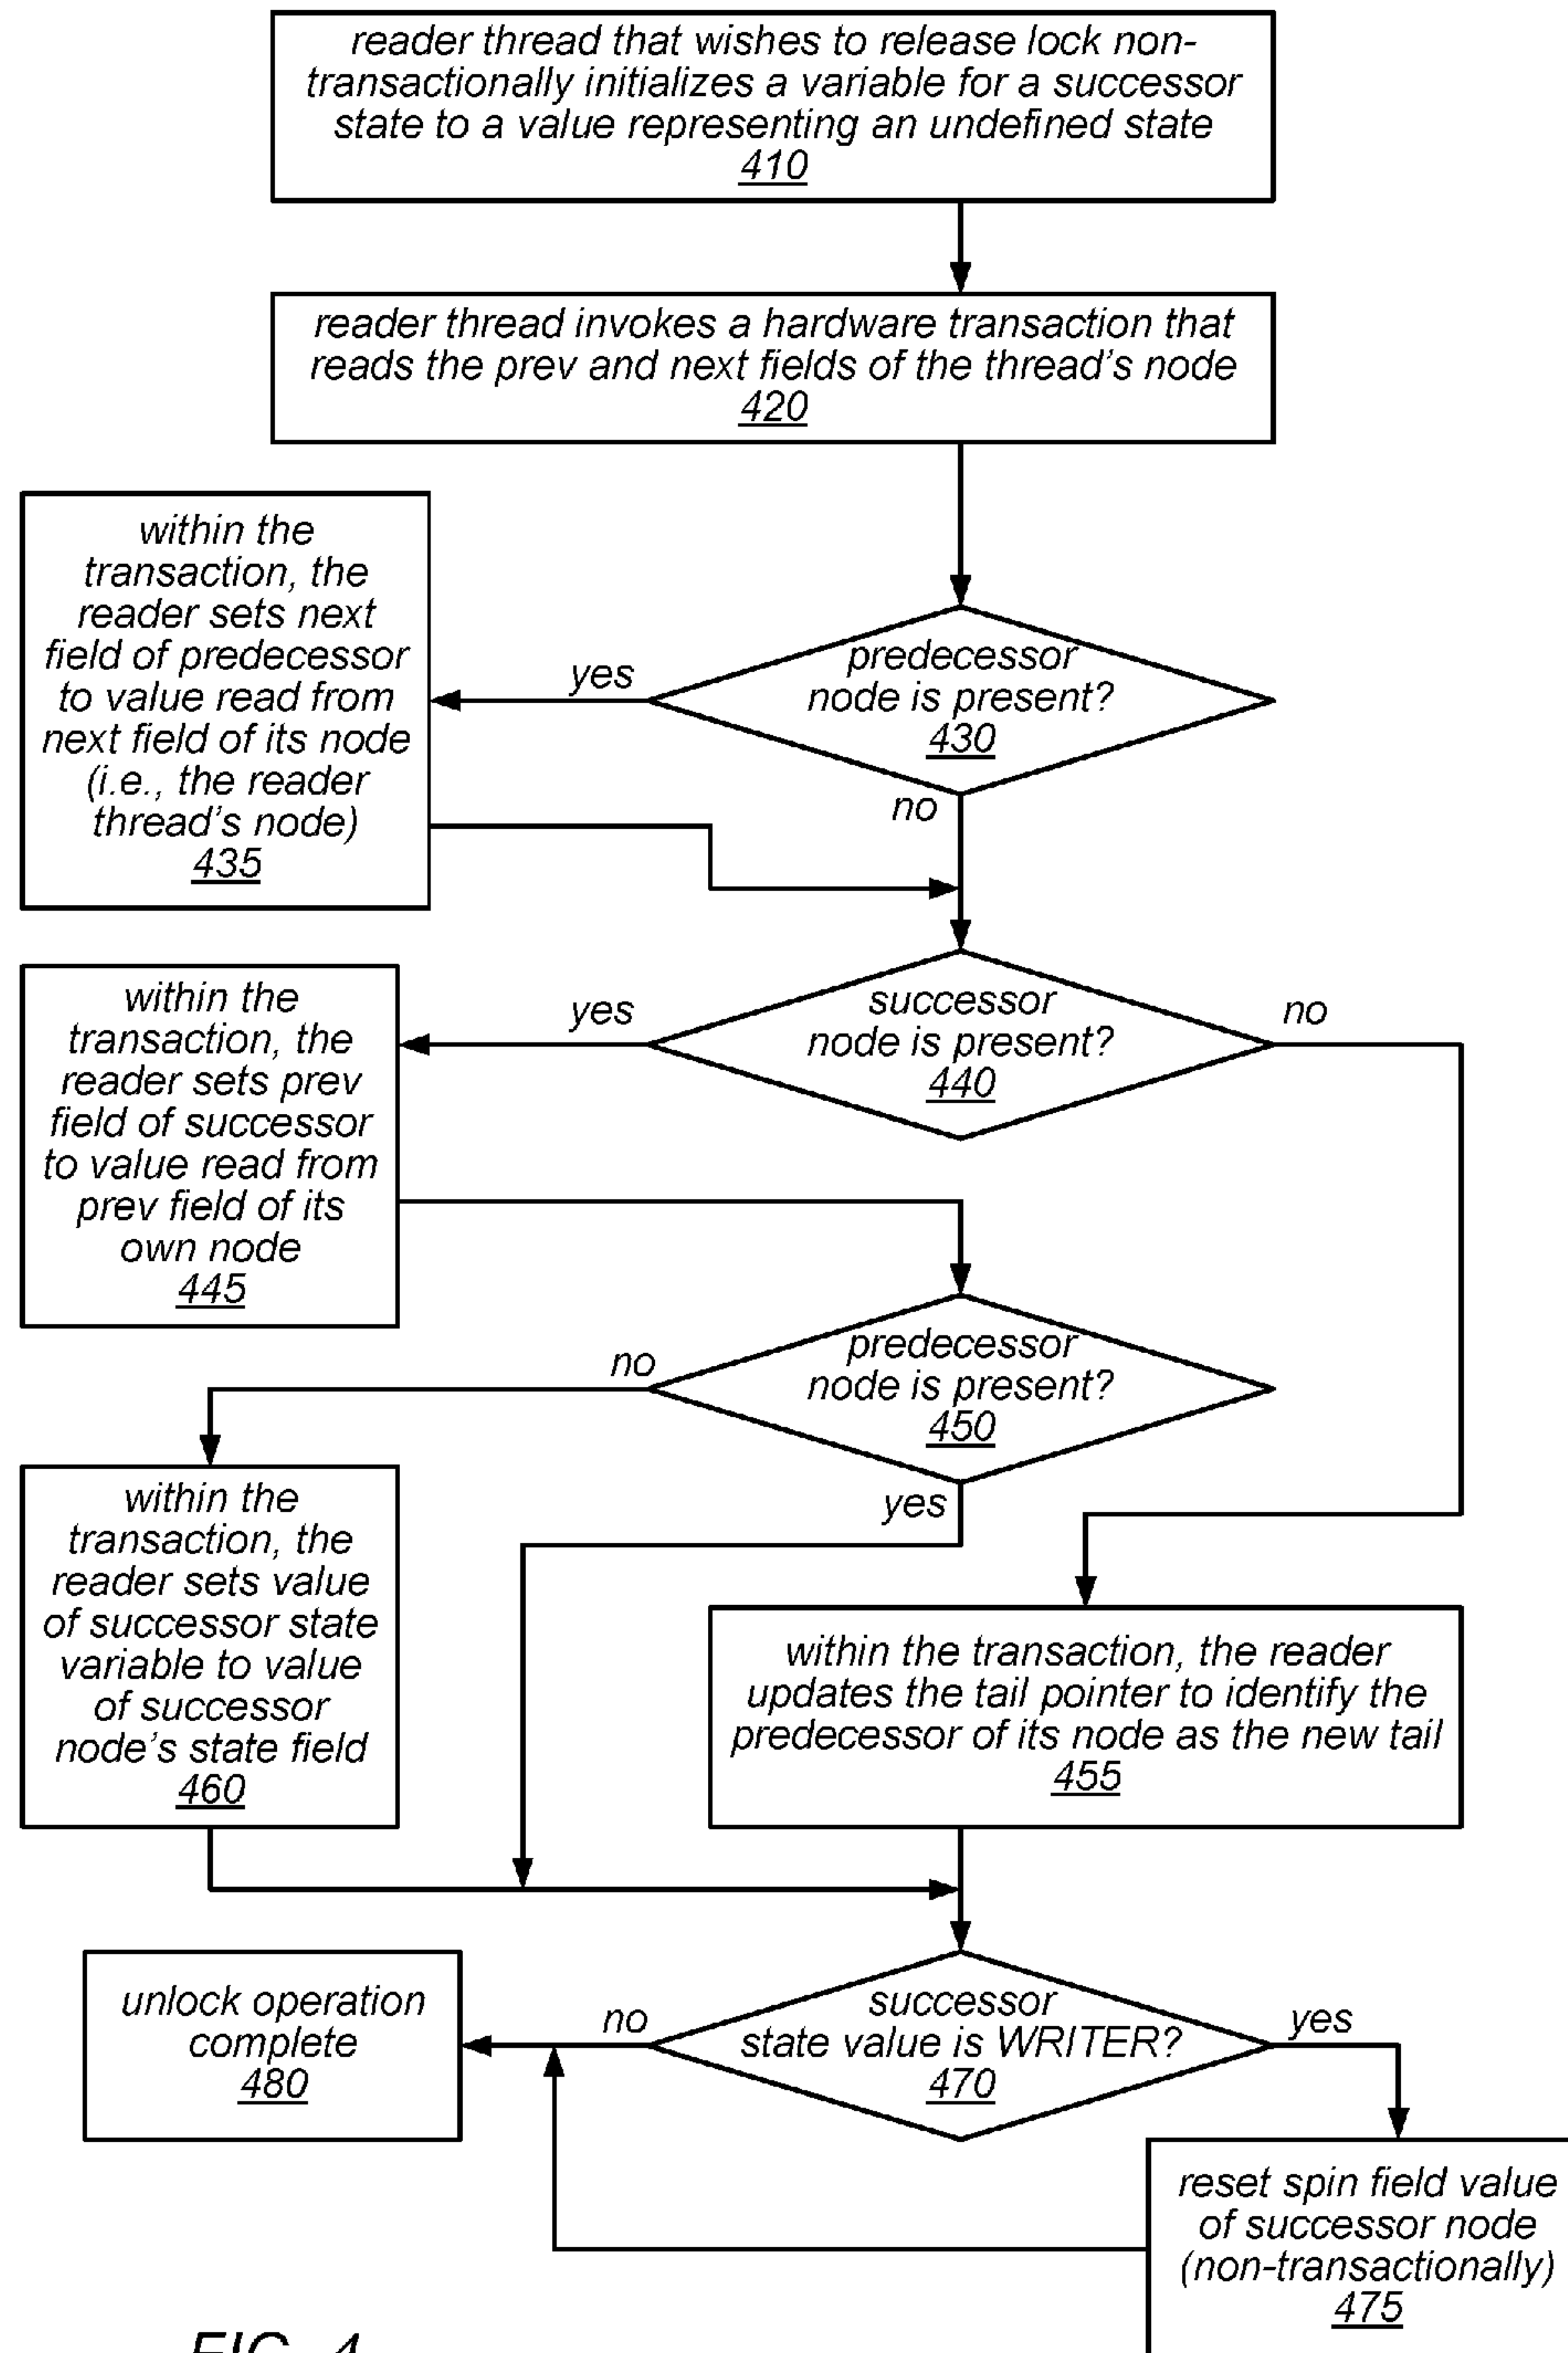 reader thread that wishes to release lock non-
transactionally initializes a variable for a successor
state to a value representing an undefined state
410
reader thread invokes a hardware transaction that
reads the prev and next fields of the thread's node
420
within the
transaction, the
reader sets next
field of predecessor
to value read from
next field of its node
(i.e., the reader
thread's node)
435
yes
predecessor
node is present?
430
no
within the
transaction, the
reader sets prev
field of successor
to value read from
prev field of its
own node
445
yes
successor
node is present?
440
no
no
predecessor
node is present?
450
yes
within the
transaction, the
reader sets value
of successor state
variable to value
of successor
node's state field
460
within the transaction, the reader
updates the tail pointer to identify the
predecessor of its node as the new tail
455
unlock operation
complete
480
no
successor
state value is WRITER?
470
yes
reset spin field value
of successor node
(non-transactionally)
475
FIG. 4